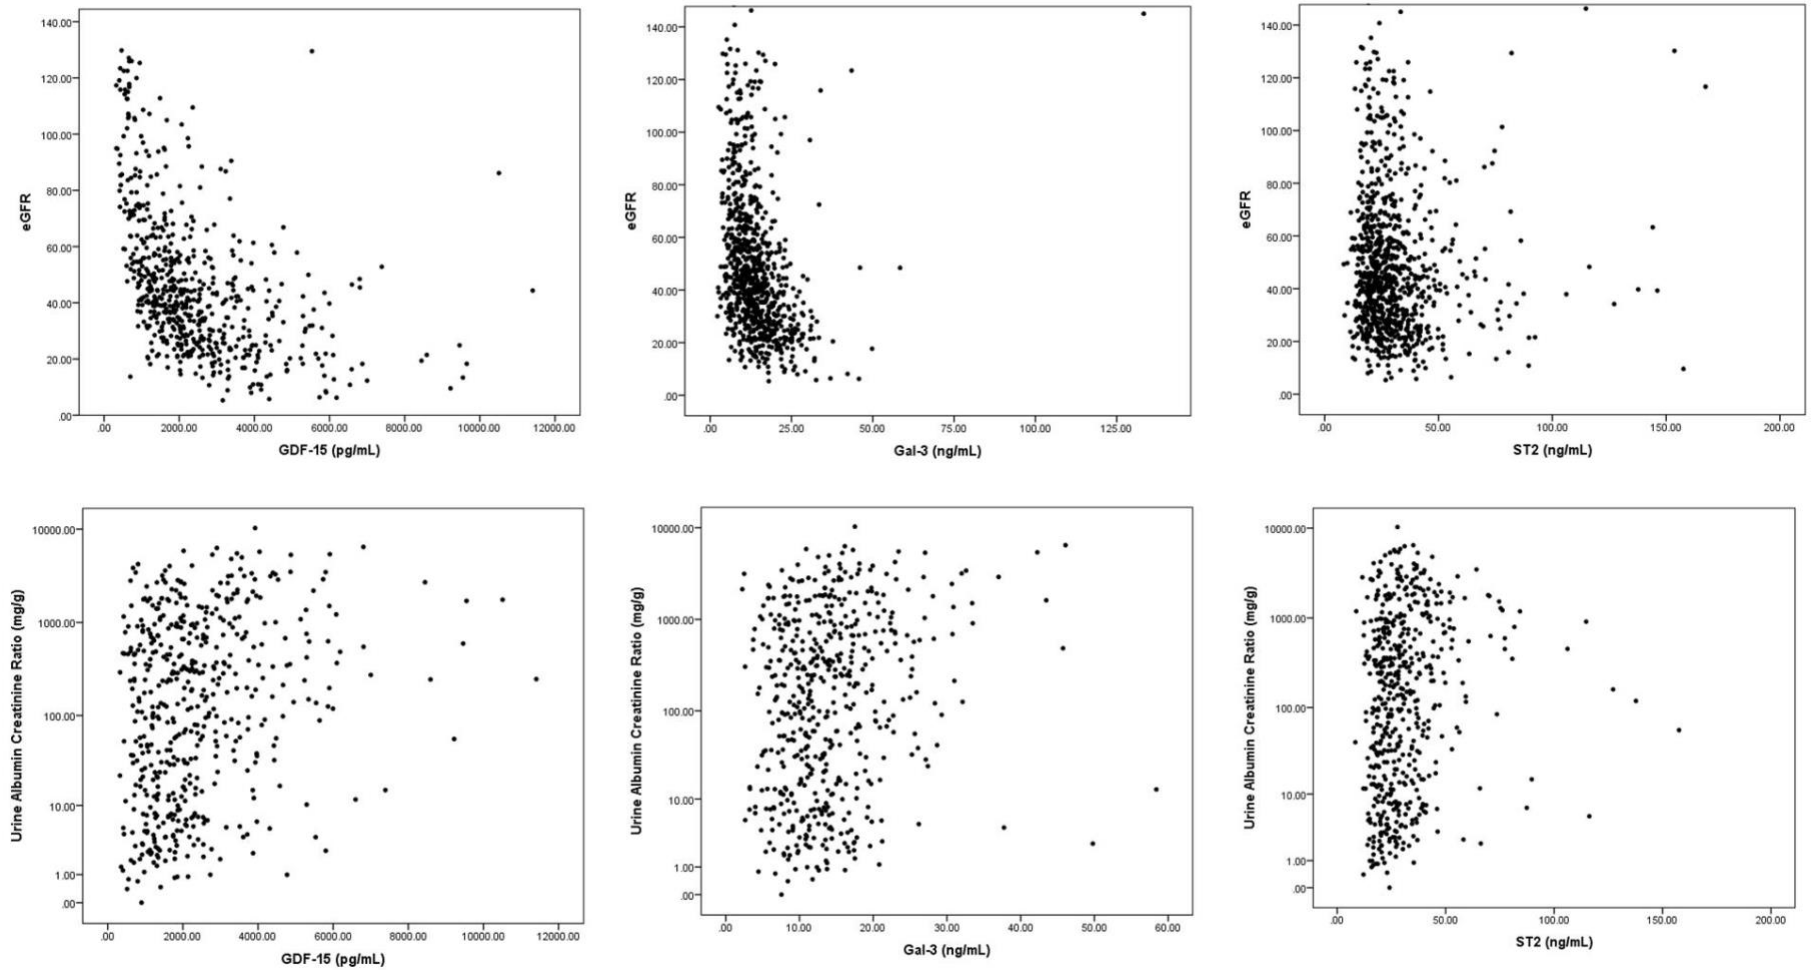 140.00
120.00
100.00
80.00
60.00
40.00
20.00
.00
eGFR
.00 2000.00 4000.00 6000.00 8000.00 10000.00 12000.00
GDF-15 (pg/mL)
140.00
120.00
100.00
80.00
60.00
40.00
20.00
.00
eGFR
.00 25.00 50.00 75.00 100.00 125.00
Gal-3 (ng/mL)
140.00
120.00
100.00
80.00
60.00
40.00
20.00
.00
eGFR
.00 50.00 100.00 150.00 200.00
ST2 (ng/mL)
10000.00
1000.00
100.00
10.00
1.00
.00
Urine Albumin Creatinine Ratio (mg/g)
.00 2000.00 4000.00 6000.00 8000.00 10000.00 12000.00
GDF-15 (pg/mL)
10000.00
1000.00
100.00
10.00
1.00
.00
Urine Albumin Creatinine Ratio (mg/g)
.00 10.00 20.00 30.00 40.00 50.00 60.00
Gal-3 (ng/mL)
10000.00
1000.00
100.00
10.00
1.00
.00
Urine Albumin Creatinine Ratio (mg/g)
.00 50.00 100.00 150.00 200.00
ST2 (ng/mL)